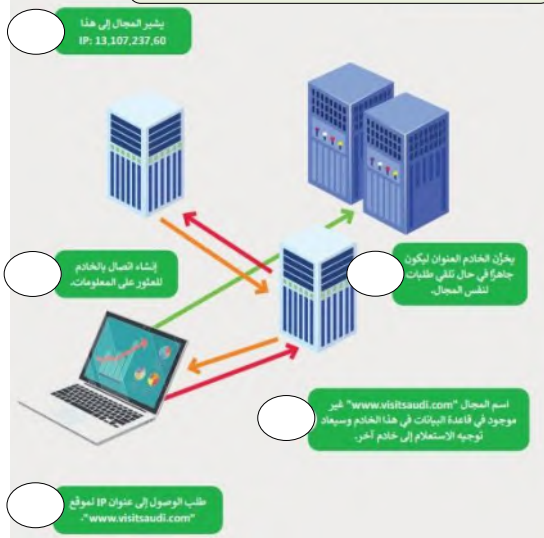 يشير المجال إلى هذا
IP: 13,107,237,60
إنشاء اتصال بالخادم
للعثور على المعلومات.
يخزِّن الخادم العنوان ليكون
جاهزًا في حال تلقي طلبات
لنفس المجال.
اسم المجال "www.visitsaudi.com" غير
موجود في قاعدة البيانات في هذا الخادم وسيعاد
توجيه الاستعلام إلى خادم آخر.
طلب الوصول إلى عنوان IP لموقع
"www.visitsaudi.com".